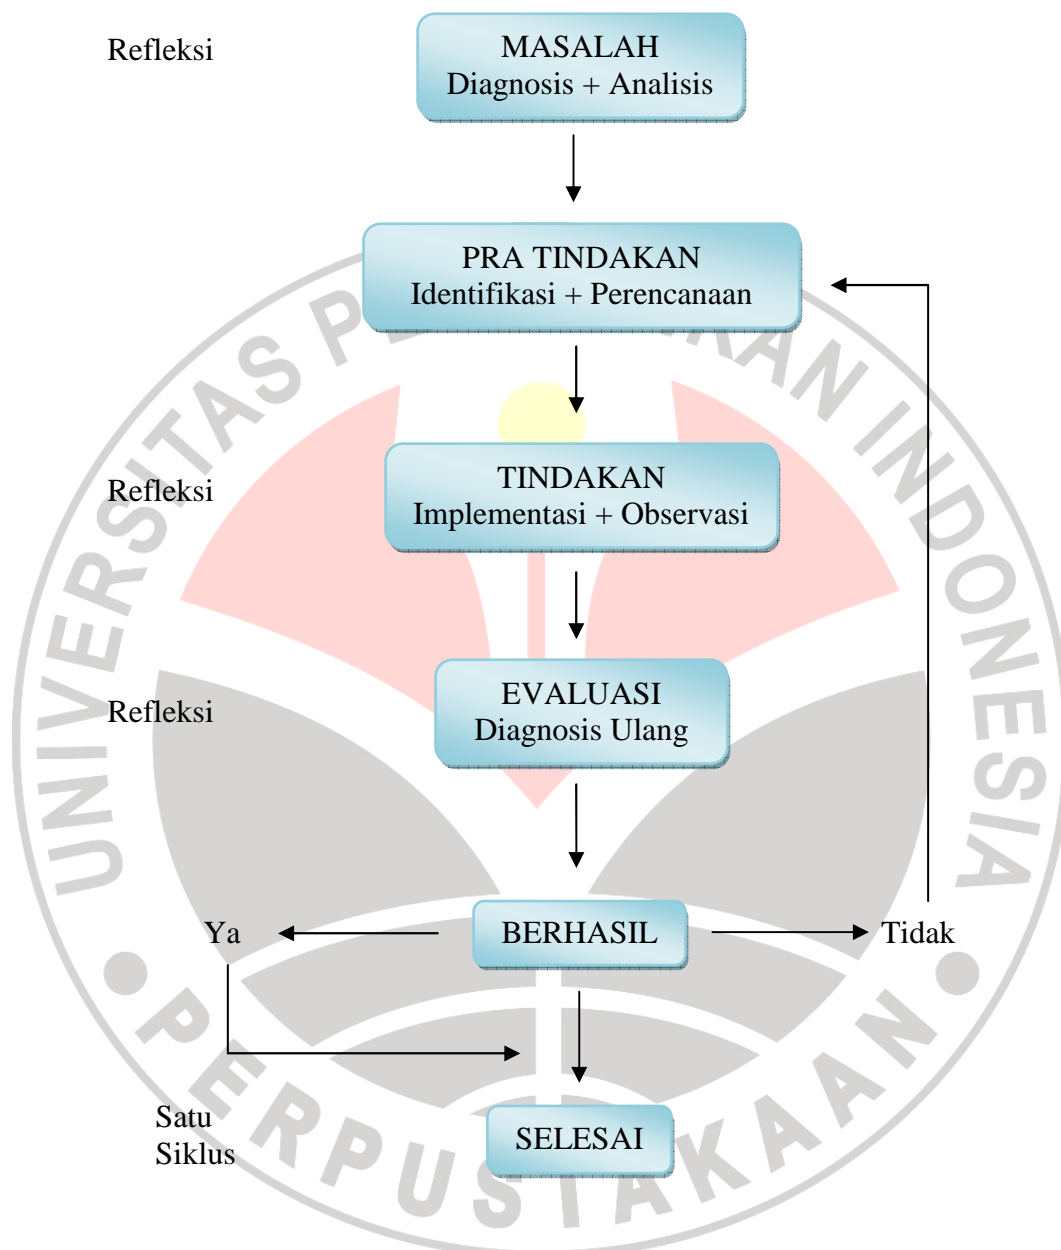 Refleksi
MASALAH
Diagnosis + Analisis
PRA TINDAKAN
Identifikasi + Perencanaan
Refleksi
TINDAKAN
Implementasi + Observasi
Refleksi
EVALUASI
Diagnosis Ulang
Ya
BERHASIL
Tidak
Satu
Siklus
SELESAI
UNIVERSITAS INDONESIA
PERPUSTAKAAN